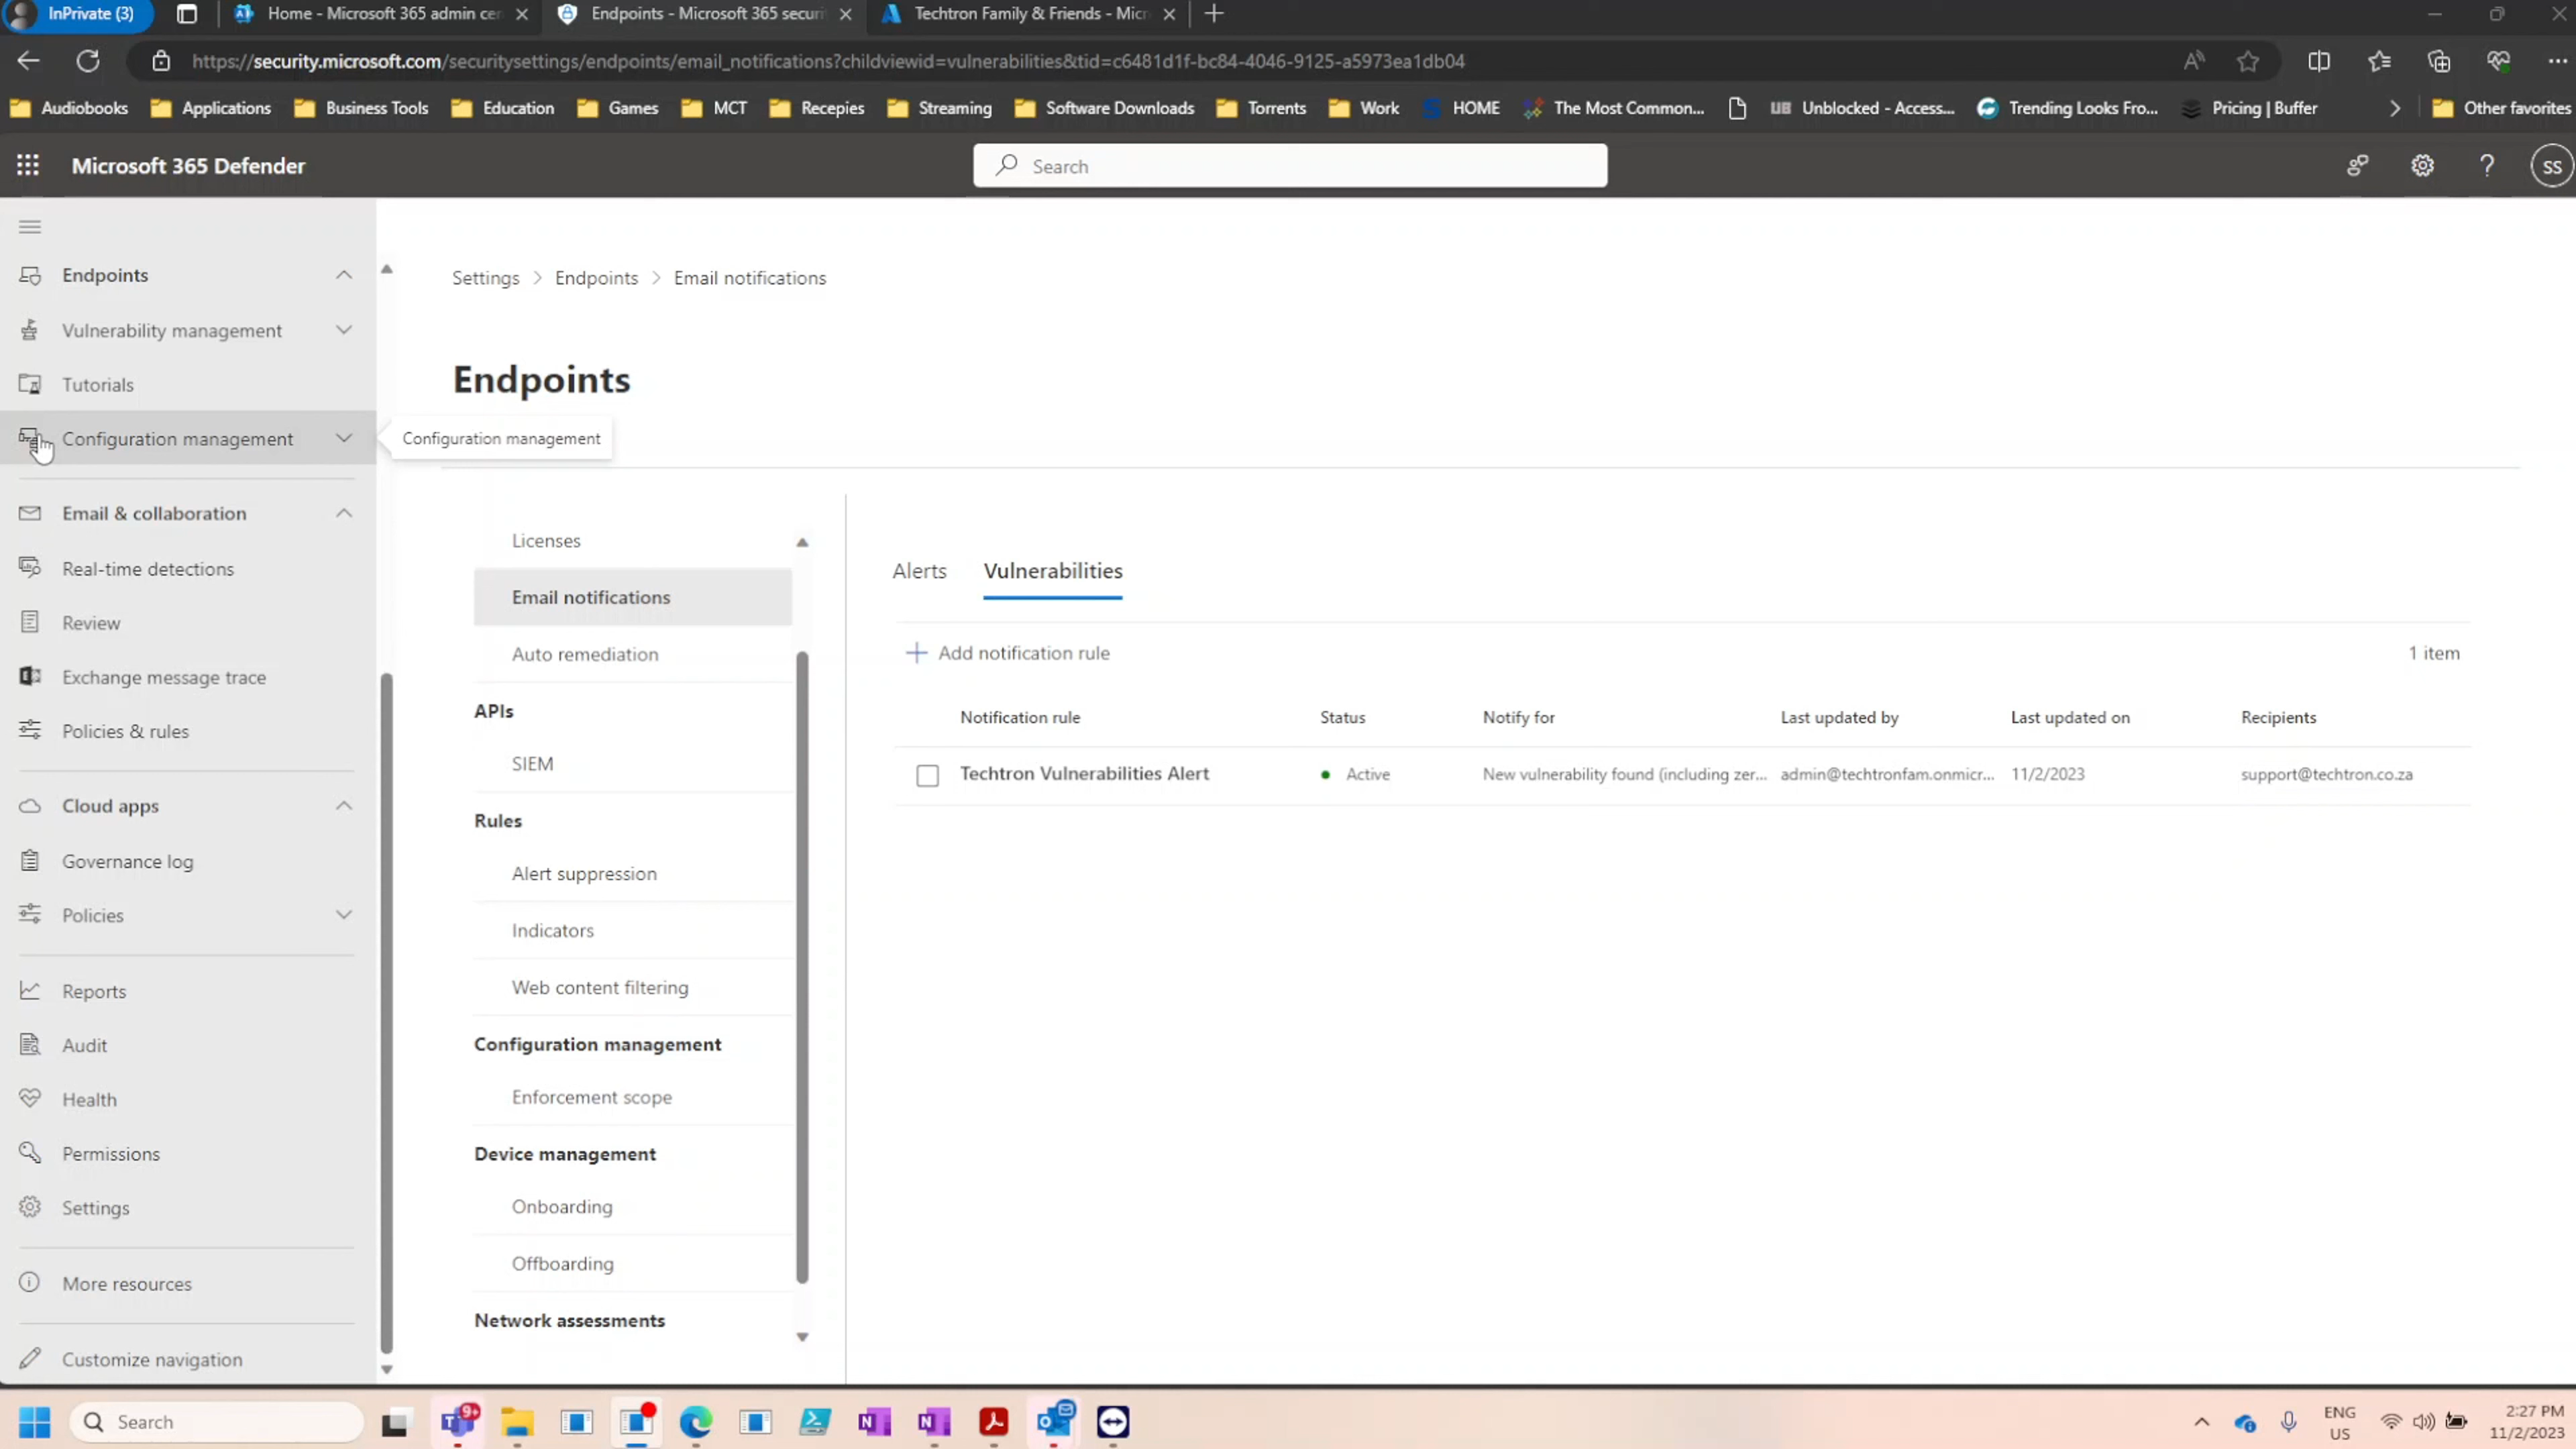 InPrivate (3)
Home - Microsoft 365 admin cen
Endpoints - Microsoft 365 securi
Techtron Family & Friends - Micr
https://security.microsoft.com/securitysettings/endpoints/email_notifications?childviewid=vulnerabilities&tid=c6481d1f-bc84-4046-9125-a5973ea1db04
Audiobooks
Applications
Business Tools
Education
Games
MCT
Recepies
Streaming
Software Downloads
Torrents
Work
HOME
The Most Common...
UB
Unblocked - Access...
Trending Looks Fro...
Pricing | Buffer
Other favorites
Microsoft 365 Defender
Search
SS
Endpoints
Vulnerability management
Tutorials
Configuration management
Email & collaboration
Real-time detections
Review
Exchange message trace
Policies & rules
Cloud apps
Governance log
Policies
Reports
Audit
Health
Permissions
Settings
More resources
Customize navigation
Configuration management
Settings > Endpoints > Email notifications
Endpoints
Licenses
Email notifications
Auto remediation
APIs
SIEM
Rules
Alert suppression
Indicators
Web content filtering
Configuration management
Enforcement scope
Device management
Onboarding
Offboarding
Network assessments
Alerts Vulnerabilities
+ Add notification rule
1 item
Notification rule Status Notify for Last updated by Last updated on Recipients
Techtron Vulnerabilities Alert Active New vulnerability found (including zer... admin@techtronfam.onmicr... 11/2/2023 support@techtron.co.za
Search
9+
ENG
US
2:27 PM
11/2/2023